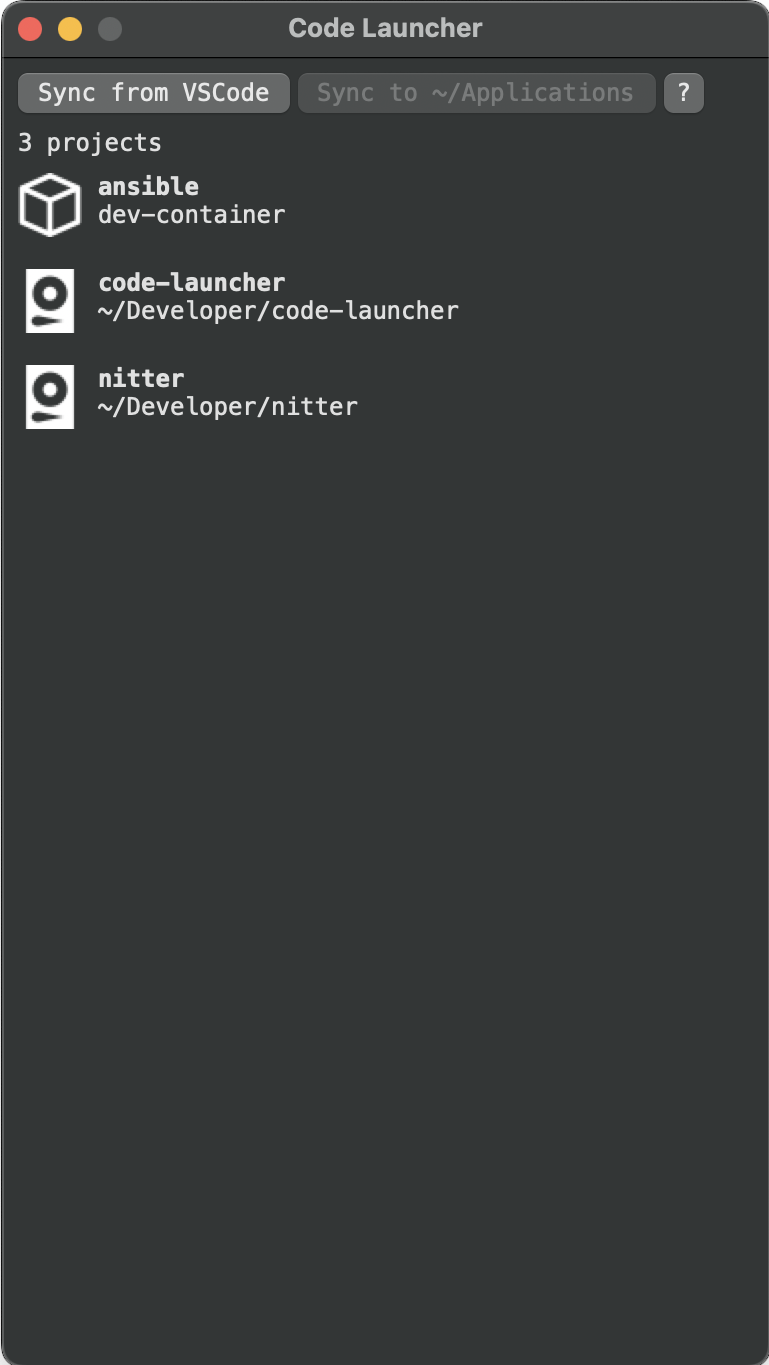 Code Launcher
Sync from VSCode Sync to ~/Applications ?
3 projects
ansible
dev-container
code-launcher
~/Developer/code-launcher
nitter
~/Developer/nitter